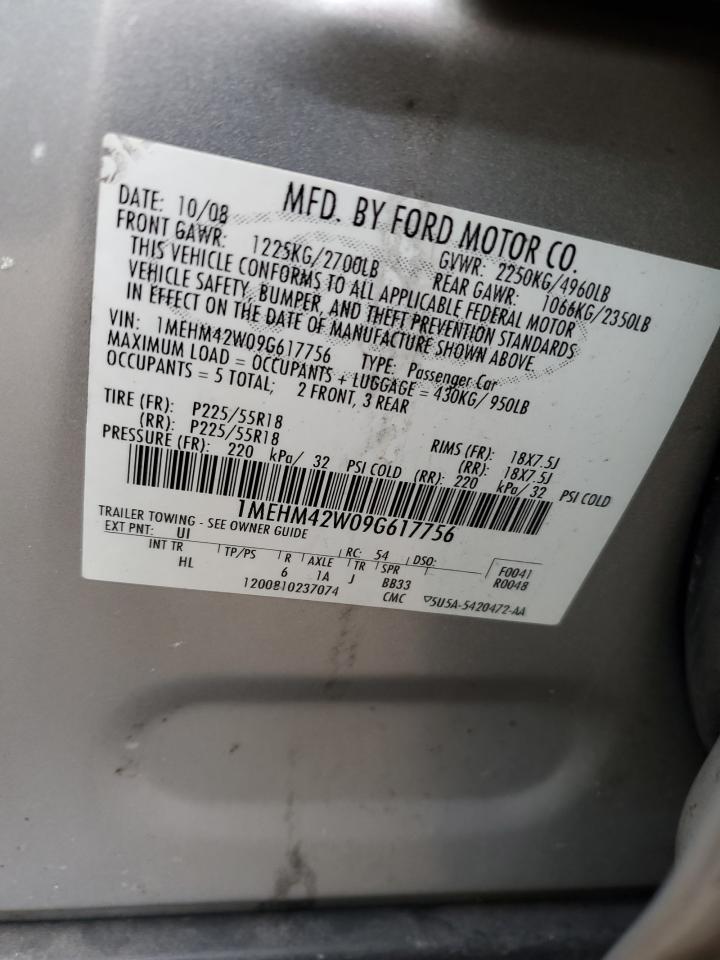 MFD. BY FORD MOTOR CO.
DATE: 10/08 GVWR: 2250KG/4960LB
FRONT GAWR: 1225KG/2700LB REAR GAWR: 1066KG/2350LB
THIS VEHICLE CONFORMS TO ALL APPLICABLE FEDERAL MOTOR
VEHICLE SAFETY, BUMPER, AND THEFT PREVENTION STANDARDS
IN EFFECT ON THE DATE OF MANUFACTURE SHOWN ABOVE.
VIN: 1MEHM42W09G617756 TYPE: Passenger Car
MAXIMUM LOAD = OCCUPANTS + LUGGAGE = 430KG/ 950LB
OCCUPANTS = 5 TOTAL; 2 FRONT, 3 REAR
TIRE (FR): P225/55R18 RIMS (FR): 18X7.5J
(RR): P225/55R18 (RR): 18X7.5J
PRESSURE (FR): 220 kPa/ 32 PSI COLD (RR): 220 kPa/ 32 PSI COLD
1MEHM42W09G617756
TRAILER TOWING - SEE OWNER GUIDE
EXT PNT: UI RC: 54 DSO: F0041
INT TR TP/PS R AXLE TR SPR R0048
HL 6 1A J BB33
1200810237074 CMC 5U5A-5420472-AA